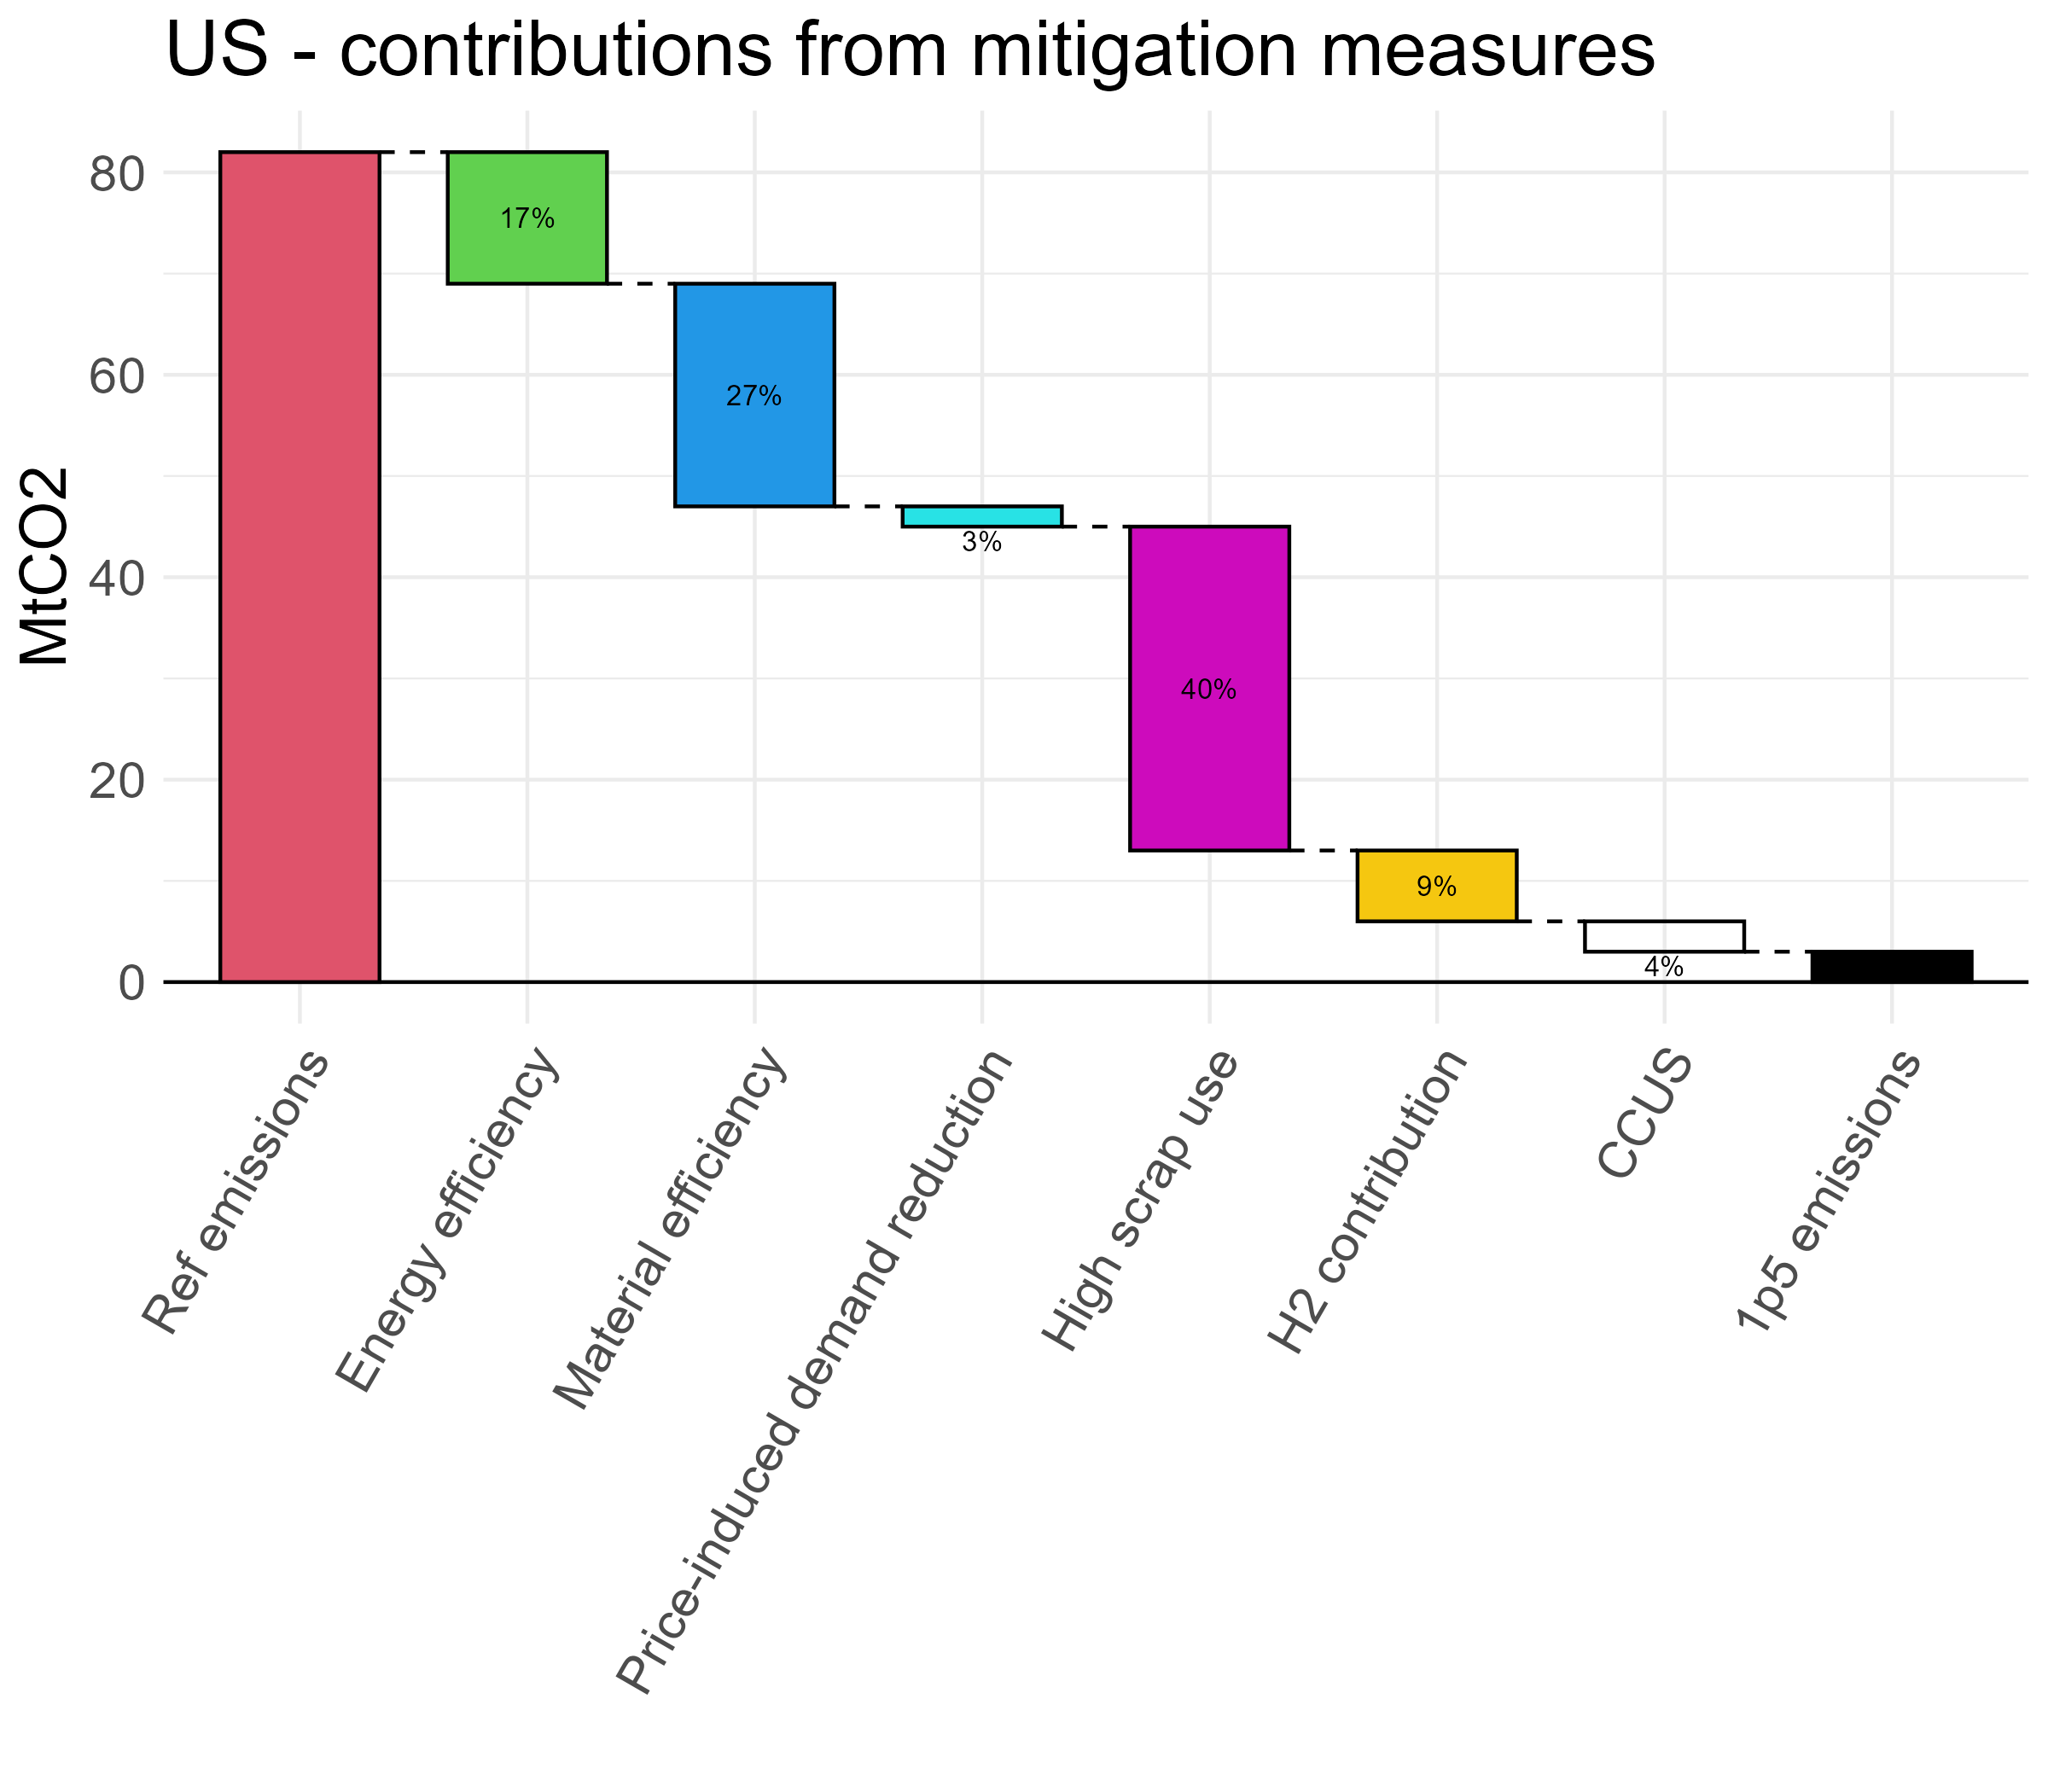 US - contributions from mitigation measures
MtCO2
80
60
40
20
0
17%
27%
3%
40%
9%
4%
Ref emissions
Energy efficiency
Material efficiency
Price-induced demand reduction
High scrap use
H2 contribution
CCUS
1p5 emissions